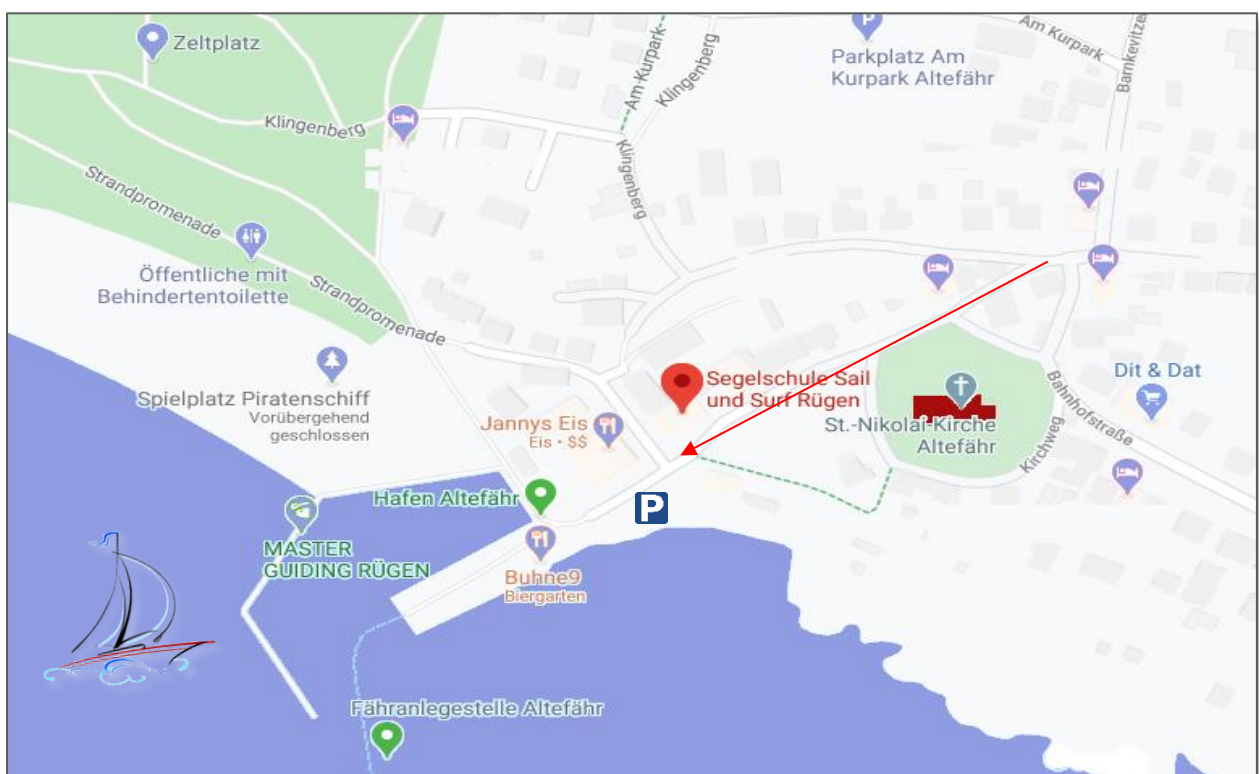 Zeltplatz
Am Kurpark
Parkplatz Am
Kurpark Altefähr
Barnkevitze
Am Kurpark
Klingenberg
Klingenberg
Klingenberg
Strandpromenade
Öffentliche mit
Behindertentoilette
Strandpromenade
Spielplatz Piratenschiff
Vorübergehend
geschlossen
Jannys Eis
Eis • $$
Segelschule Sail
und Surf Rügen
St.-Nikolai-Kirche
Altefähr
Kirchweg
Bahnhofstraße
Dit & Dat
Hafen Altefähr
P
P
MASTER
GUIDING RÜGEN
Buhne9
Biergarten
Fähranlegestelle Altefähr